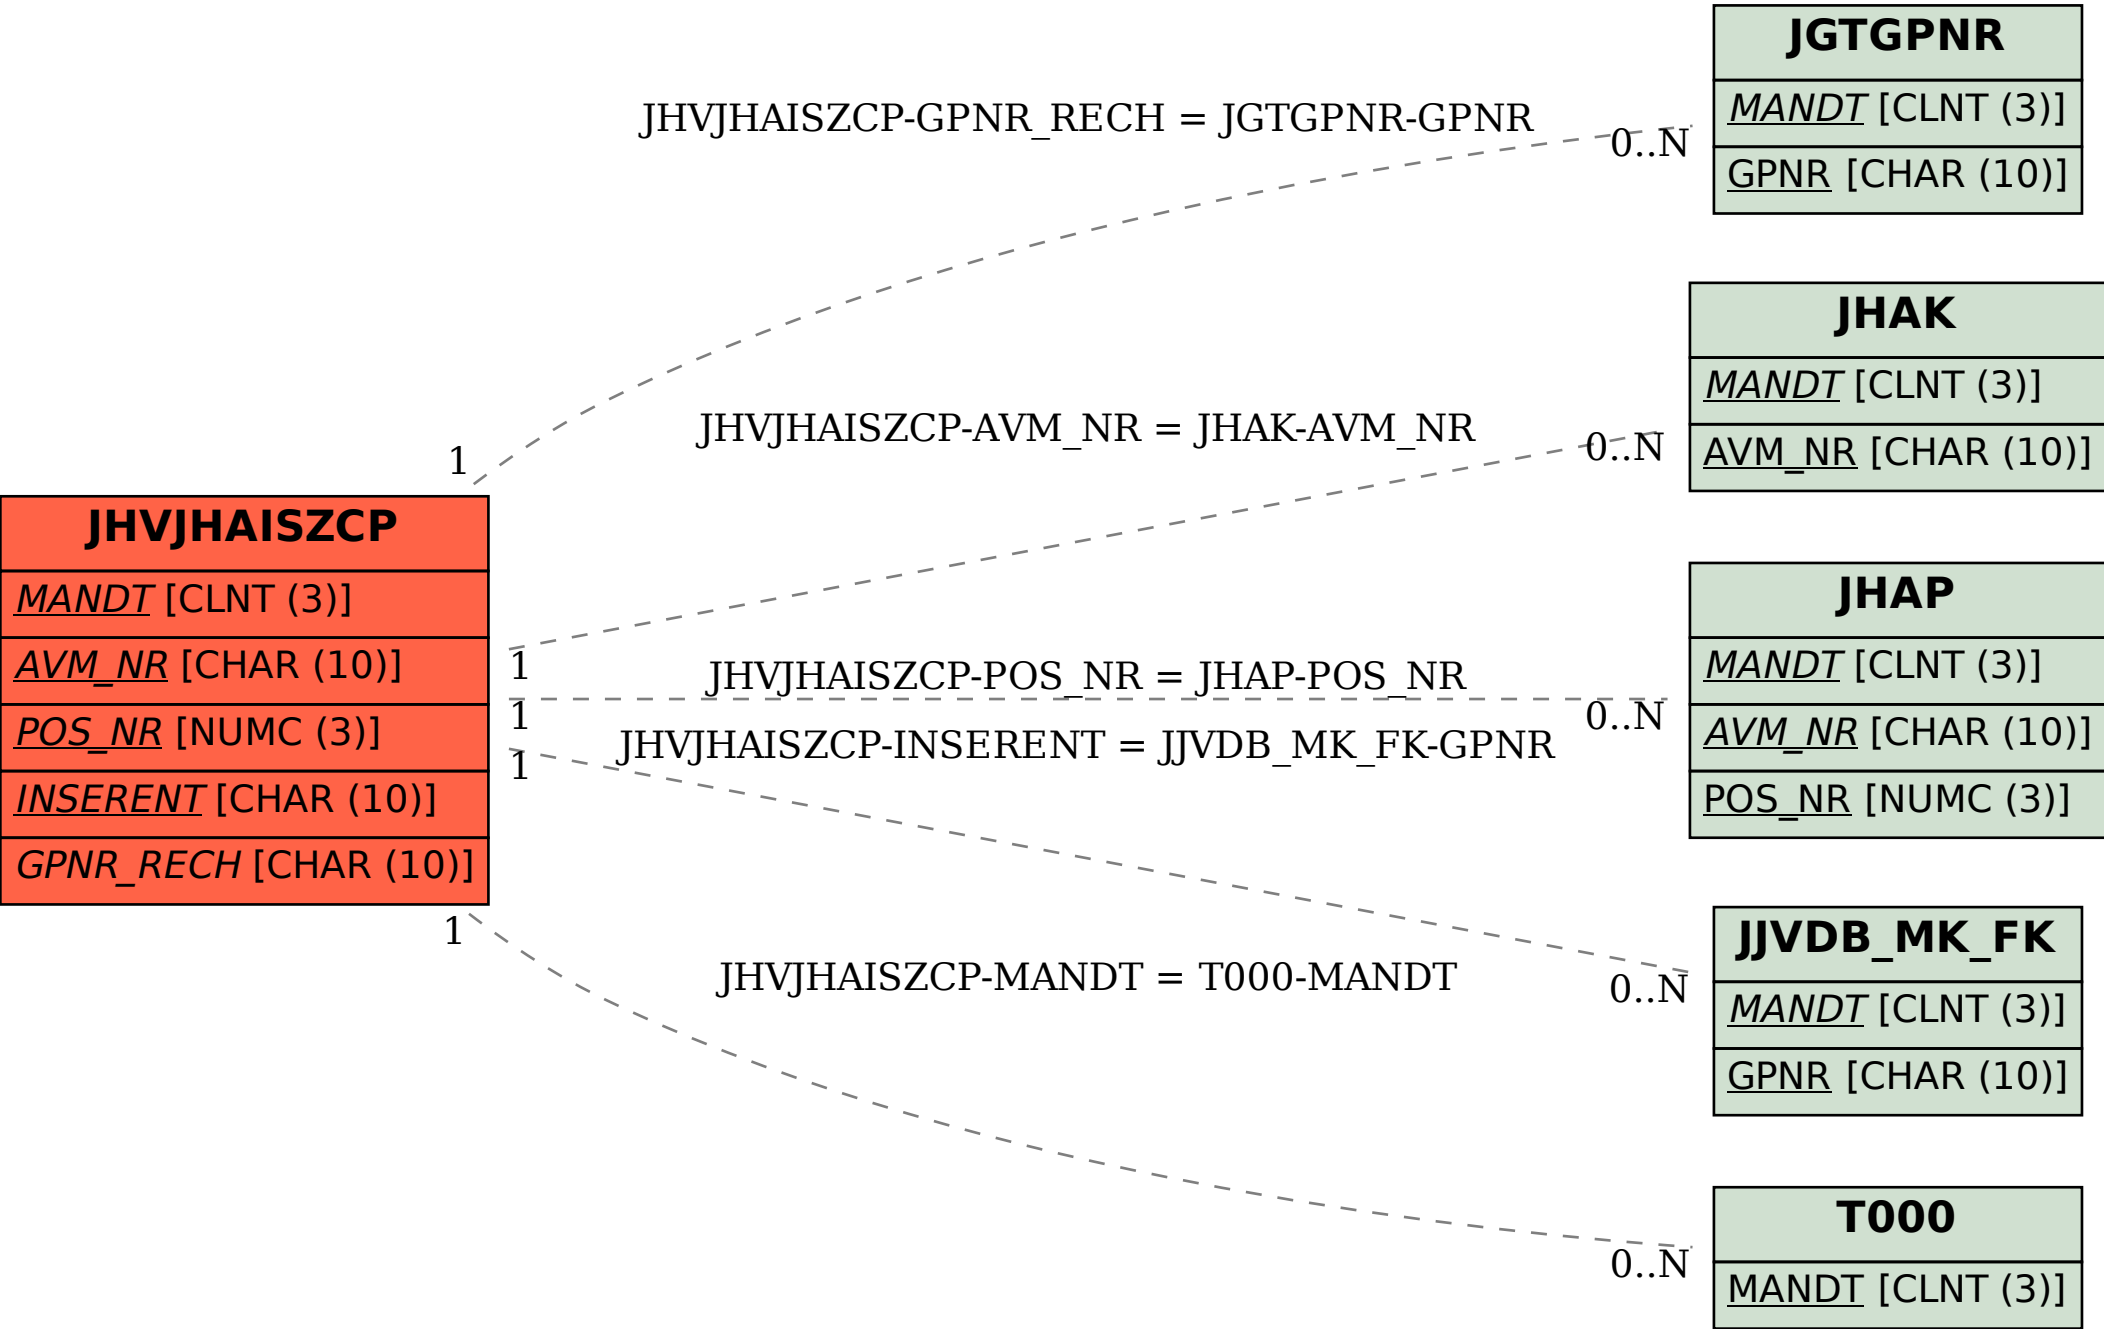 JGTGPNR
MANDT [CLNT (3)]
GPNR [CHAR (10)]
JHVJHAISZCP-GPNR_RECH = JGTGPNR-GPNR
0..N
1
JHAK
MANDT [CLNT (3)]
AVM_NR [CHAR (10)]
JHVJHAISZCP-AVM_NR = JHAK-AVM_NR
0..N
1
JHVJHAISZCP
MANDT [CLNT (3)]
AVM_NR [CHAR (10)]
POS_NR [NUMC (3)]
INSERENT [CHAR (10)]
GPNR_RECH [CHAR (10)]
JHVJHAISZCP-POS_NR = JHAP-POS_NR
1
0..N
JHAP
MANDT [CLNT (3)]
AVM_NR [CHAR (10)]
POS_NR [NUMC (3)]
JHVJHAISZCP-INSERENT = JJVDB_MK_FK-GPNR
1
0..N
JJVDB_MK_FK
MANDT [CLNT (3)]
GPNR [CHAR (10)]
1
JHVJHAISZCP-MANDT = T000-MANDT
0..N
T000
MANDT [CLNT (3)]